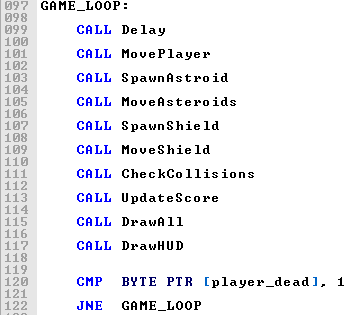 097 GAME_LOOP:
098
099 CALL Delay
100
101 CALL MovePlayer
102
103 CALL SpawnAstroid
104
105 CALL MoveAsteroids
106
107 CALL SpawnShield
108
109 CALL MoveShield
110
111 CALL CheckCollisions
112
113 CALL UpdateScore
114
115 CALL DrawAll
116
117 CALL DrawHUD
118
119
120 CMP BYTE PTR [player_dead], 1
121
122 JNE GAME_LOOP